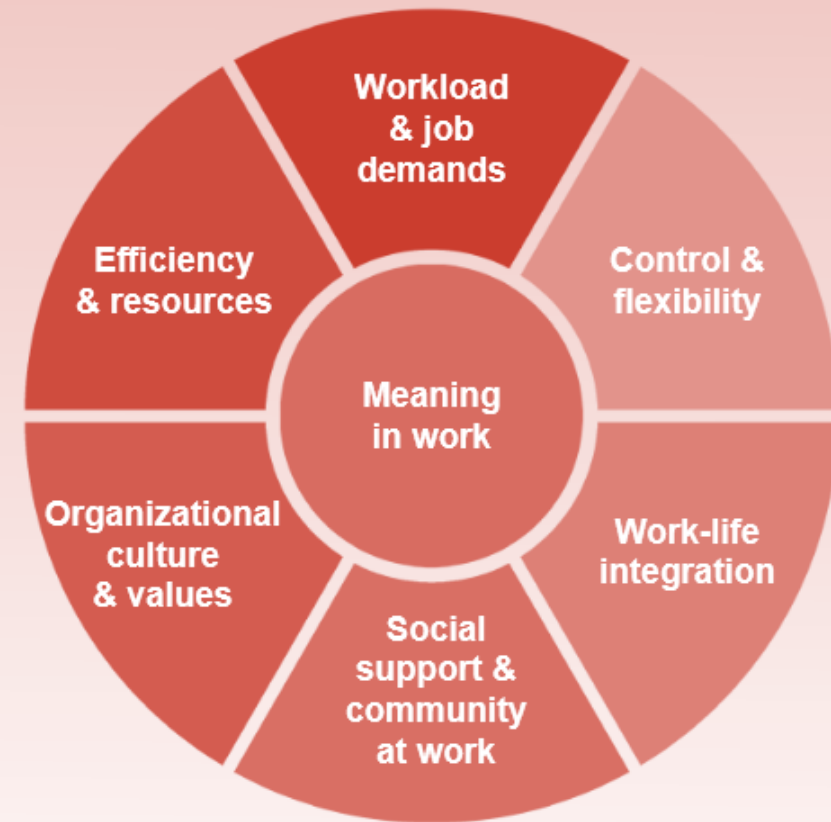 Workload
& job
demands
Control &
flexibility
Work-life
integration
Social
support &
community
at work
Organizational
culture
& values
Efficiency
& resources
Meaning
in work